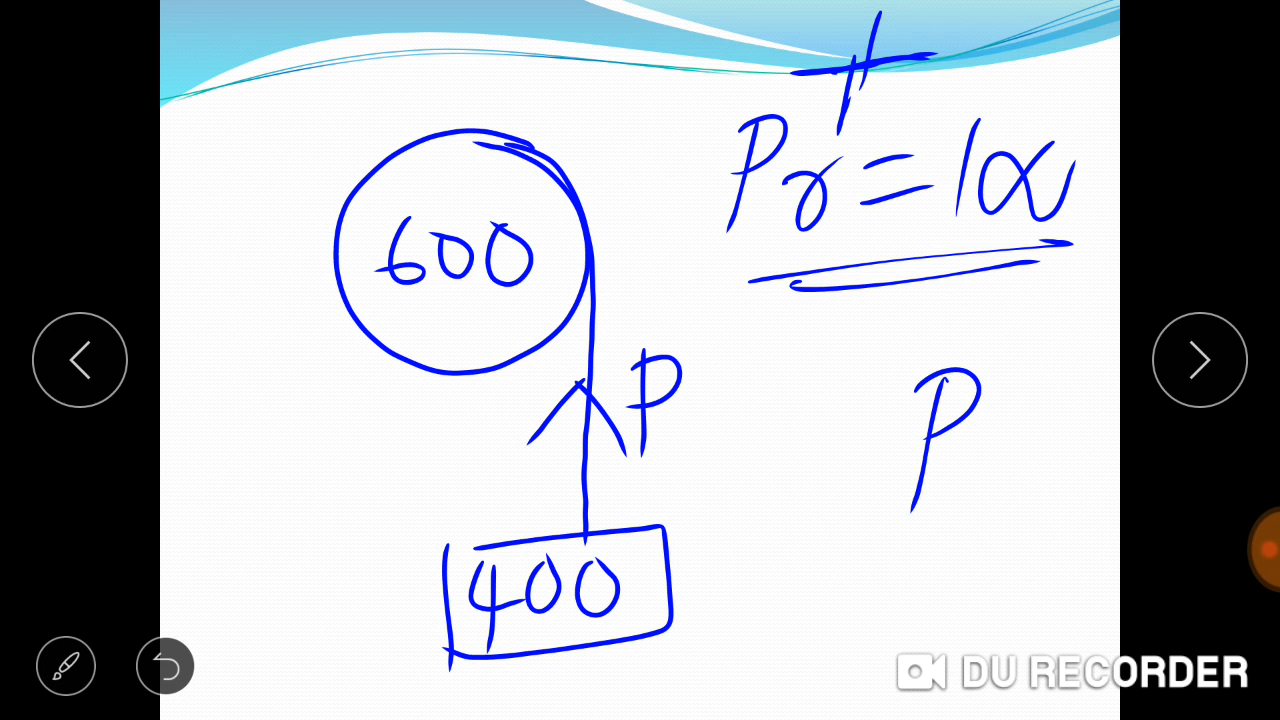 Pr = Iα
600
P
P
400
DU RECORDER